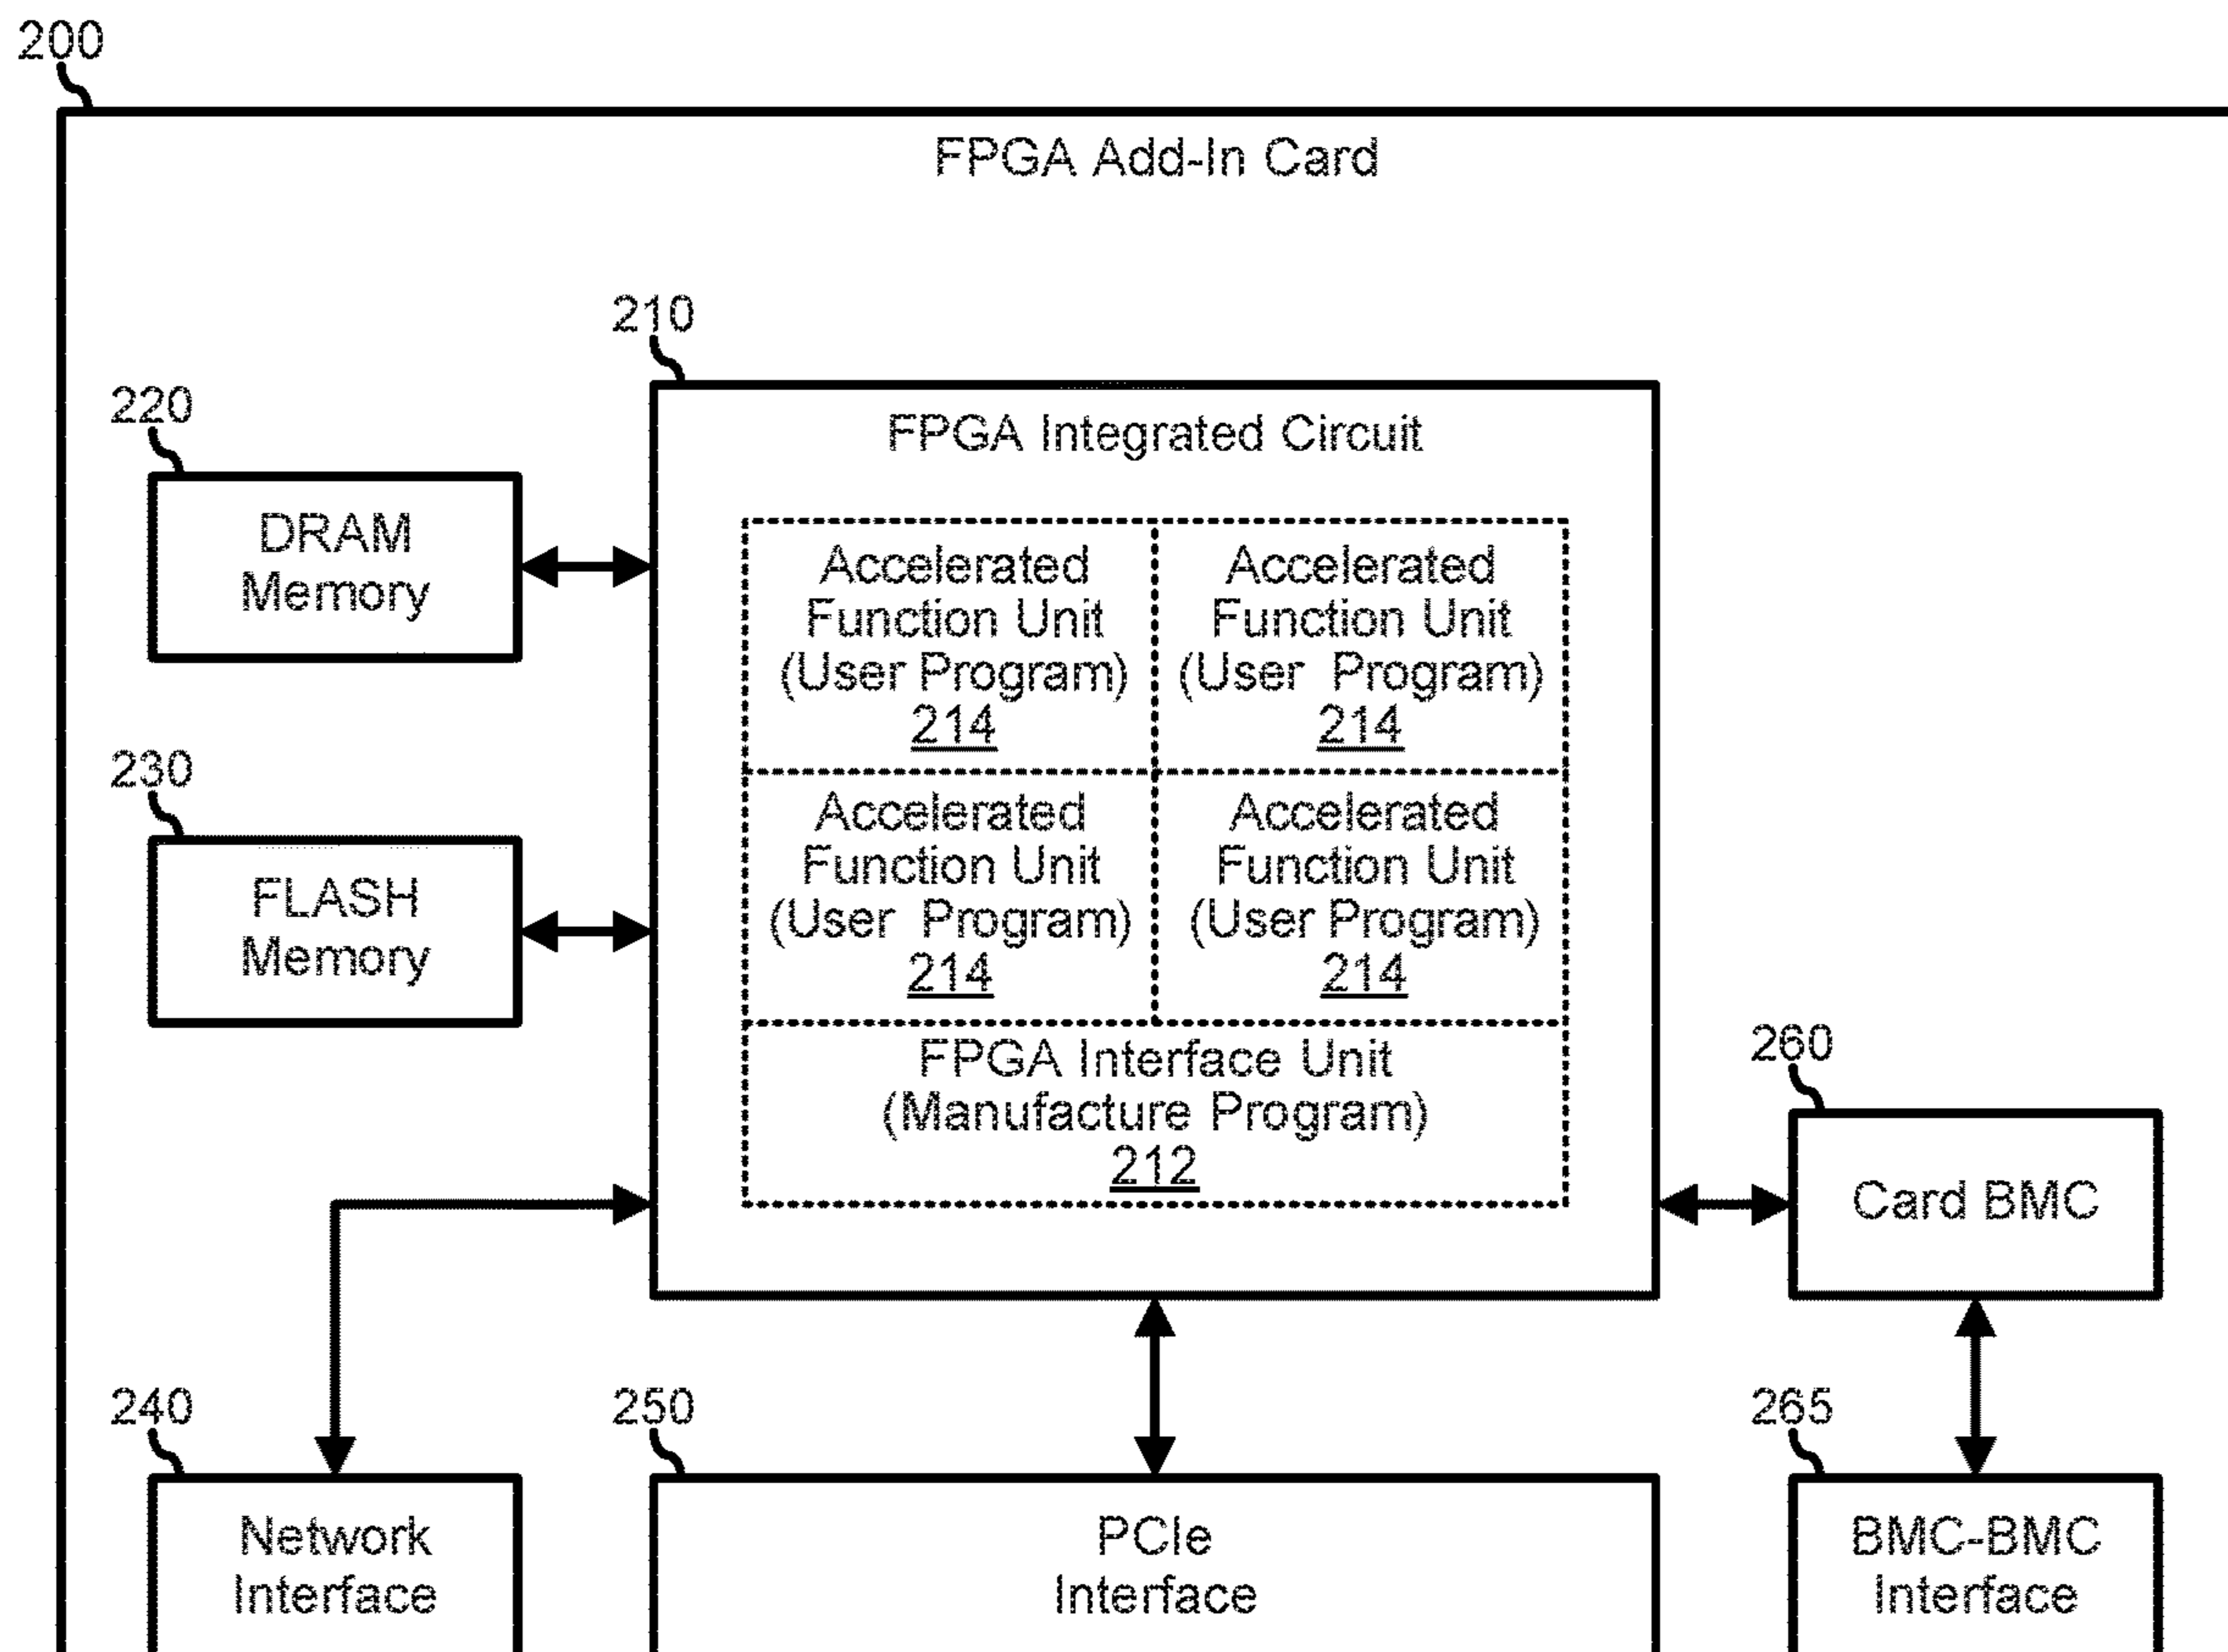 200
FPGA Add-In Card
210
FPGA Integrated Circuit
220
DRAM
Memory
230
FLASH
Memory
Accelerated
Function Unit
(User Program)
214
Accelerated
Function Unit
(User Program)
214
Accelerated
Function Unit
(User Program)
214
Accelerated
Function Unit
(User Program)
214
FPGA Interface Unit
(Manufacture Program)
212
260
Card BMC
240
Network
Interface
250
PCIe
Interface
265
BMC-BMC
Interface